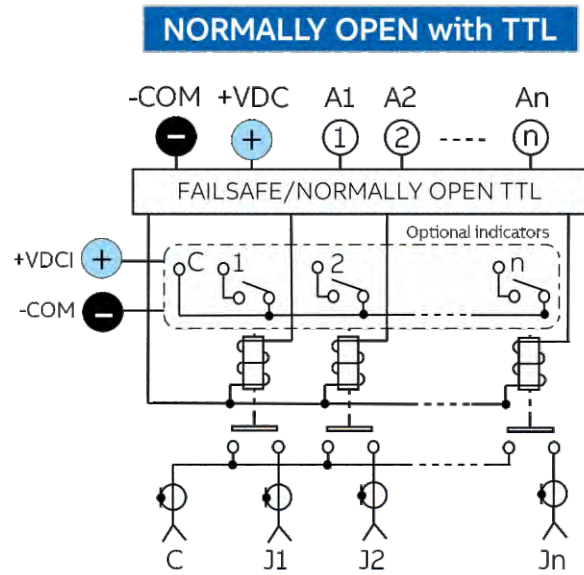 NORMALLY OPEN with TTL
-COM +VDC A1 A2 An
− + 1 2 n
FAILSAFE/NORMALLY OPEN TTL
Optional indicators
+VDCI + C 1 2 n
-COM −
C J1 J2 Jn